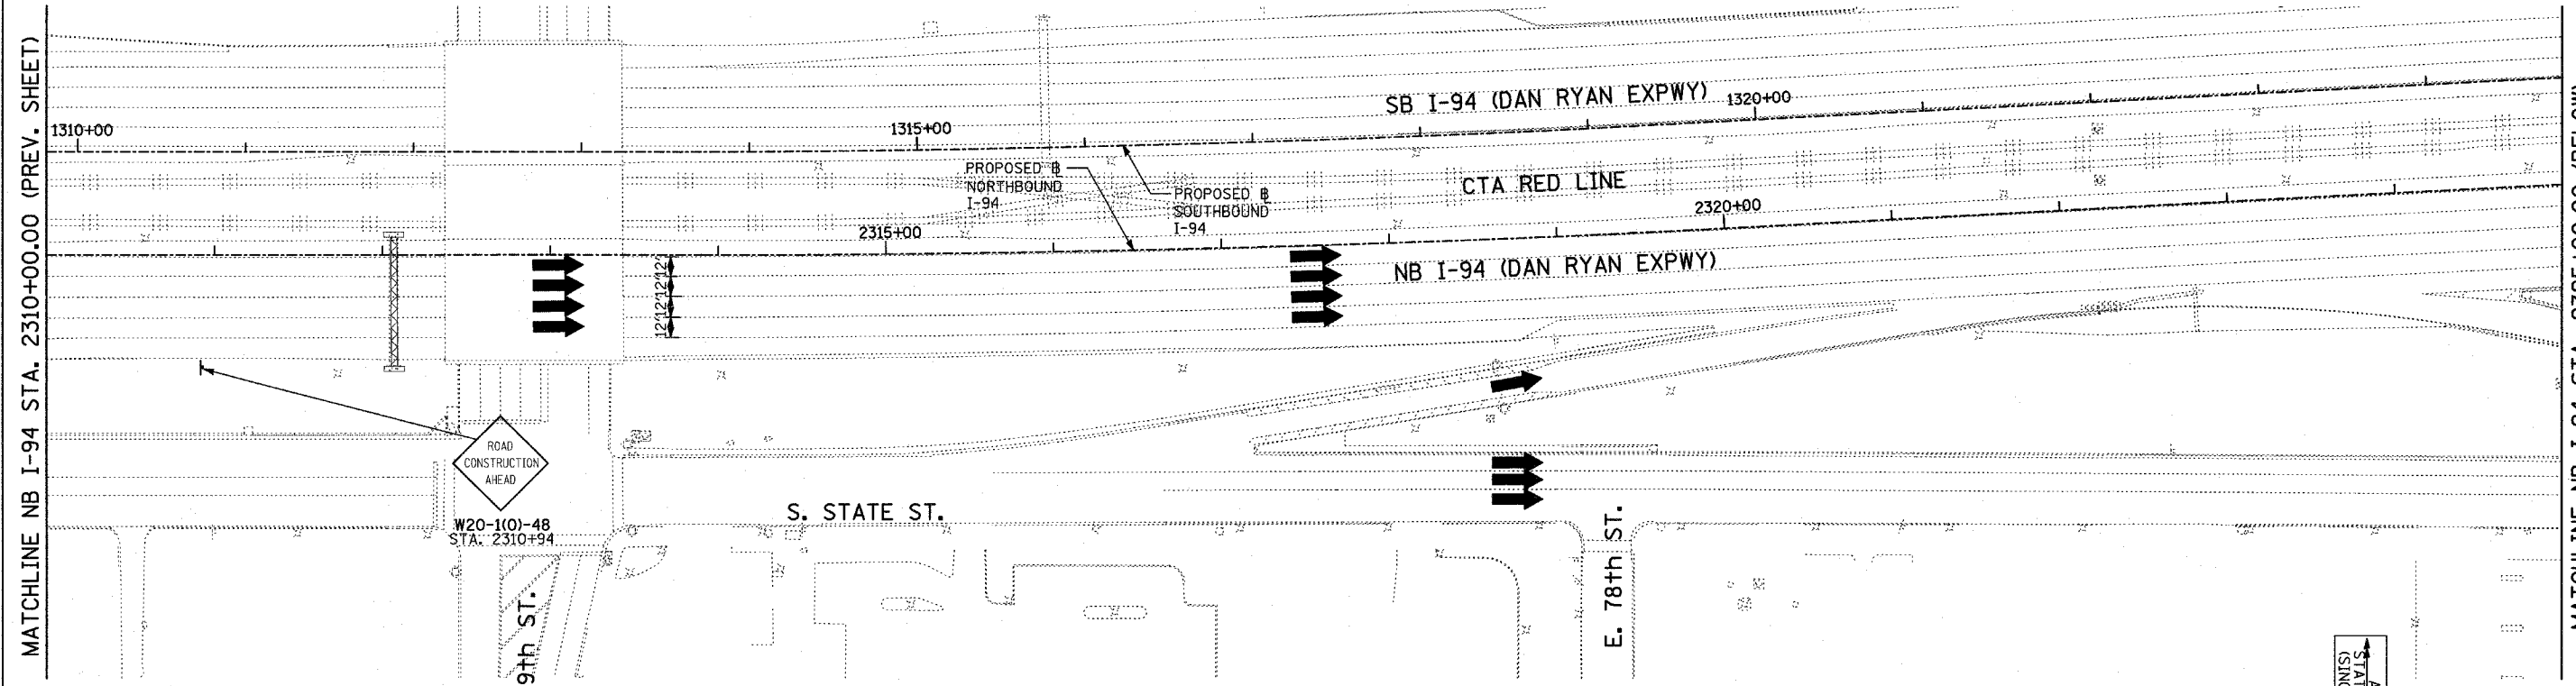 MATCHLINE NB I-94 STA. 2310+00.00 (PREV. SHEET)
1310+00
1315+00
SB I-94 (DAN RYAN EXPWY)
1320+00
PROPOSED ℄
NORTHBOUND
I-94
PROPOSED ℄
SOUTHBOUND
I-94
CTA RED LINE
2315+00
2320+00
NB I-94 (DAN RYAN EXPWY)
12'
12'
12'
12'
ROAD
CONSTRUCTION
AHEAD
W20-1(O)-48
STA. 2310+94
S. STATE ST.
9th ST.
E. 78th ST.